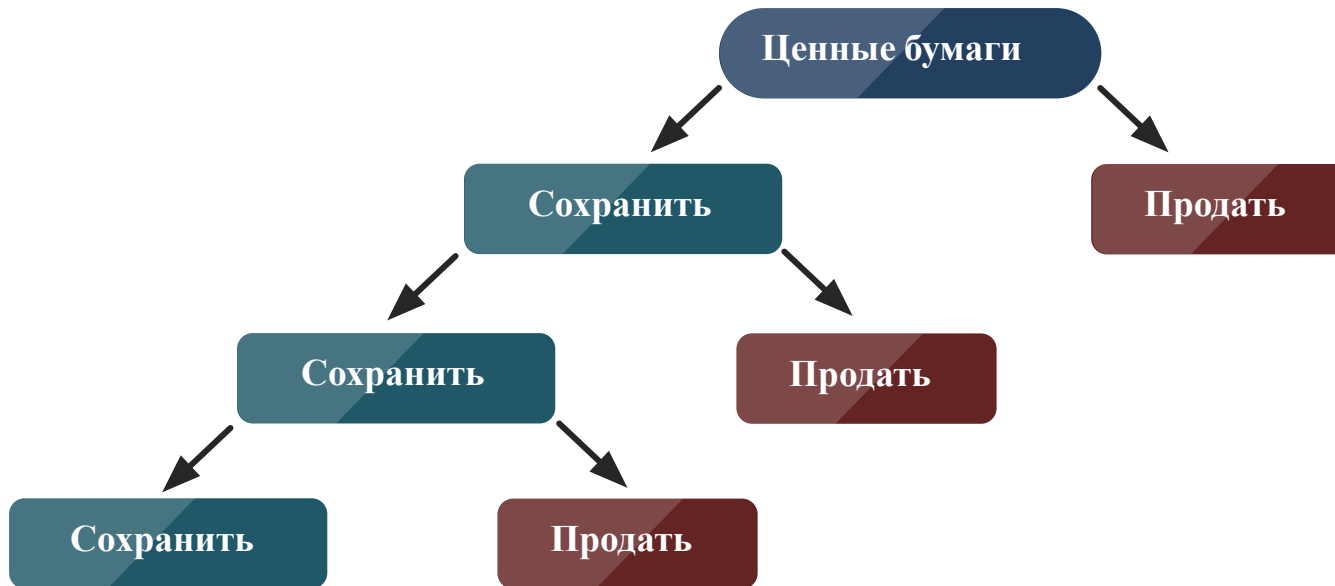 Ценные бумаги
Сохранить
Продать
Сохранить
Продать
Сохранить
Продать